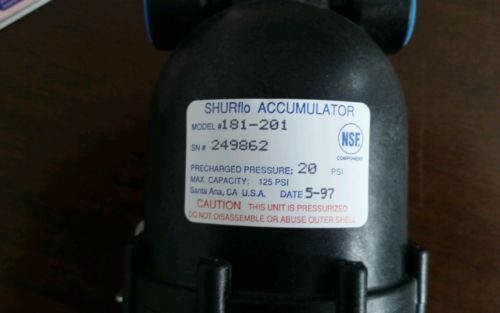 SHURflo ACCUMULATOR
MODEL # 181-201
SN # 249862
NSF
COMPONENT
PRECHARGED PRESSURE: 20 PSI
MAX. CAPACITY: 125 PSI
Santa Ana, CA U.S.A. DATE 5-97
CAUTION THIS UNIT IS PRESSURIZED
DO NOT DISASSEMBLE OR ABUSE OUTER SHELL